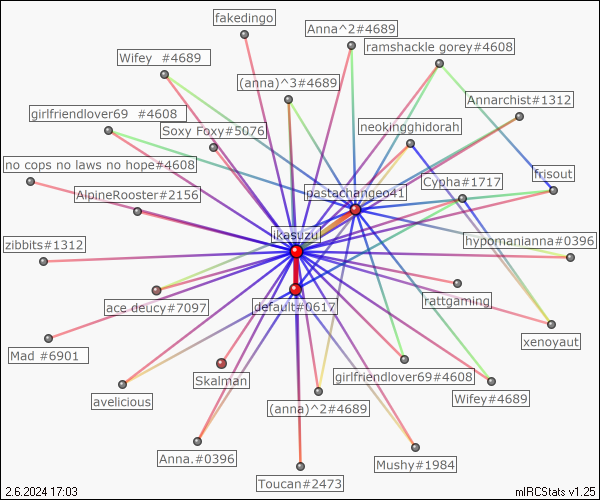 fakedingo
Anna^2#4689
ramshackle gorey#4608
Wifey_#4689
(anna)^3#4689
Annarchist#1312
girlfriendlover69_#4608
Soxy Foxy#5076
neokingghidorah
no cops no laws no hope#4608
frisout
Cypha#1717
AlpineRooster#2156
pastachangeo41
ikasuzu
zibbits#1312
hypomanianna#0396
ace deucy#7097
default#0617
rattgaming
xenoyaut
Mad #6901
Skalman
girlfriendlover69#4608
avelicious
(anna)^2#4689
Wifey#4689
Anna.#0396
Mushy#1984
Toucan#2473
2.6.2024 17:03
mIRCStats v1.25